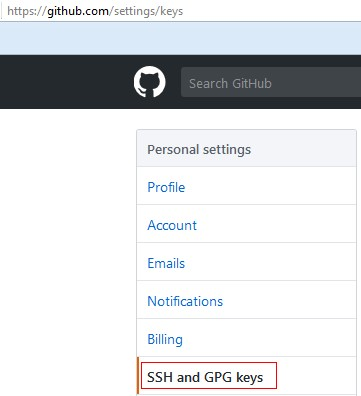 https://github.com/settings/keys
Search GitHub
Personal settings
Profile
Account
Emails
Notifications
Billing
SSH and GPG keys